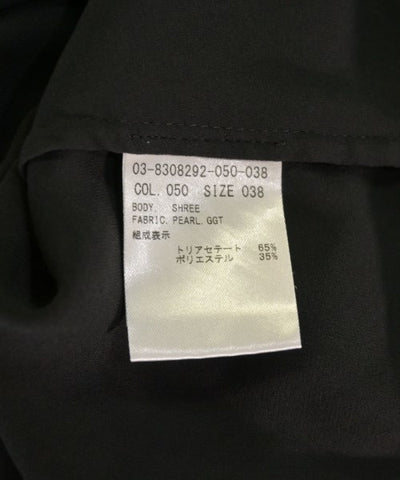 03-8308292-050-038
COL. 050 SIZE 038
BODY. SHREE
FABRIC. PEARL. GGT
組成表示
トリアセテート 65%
ポリエステル 35%